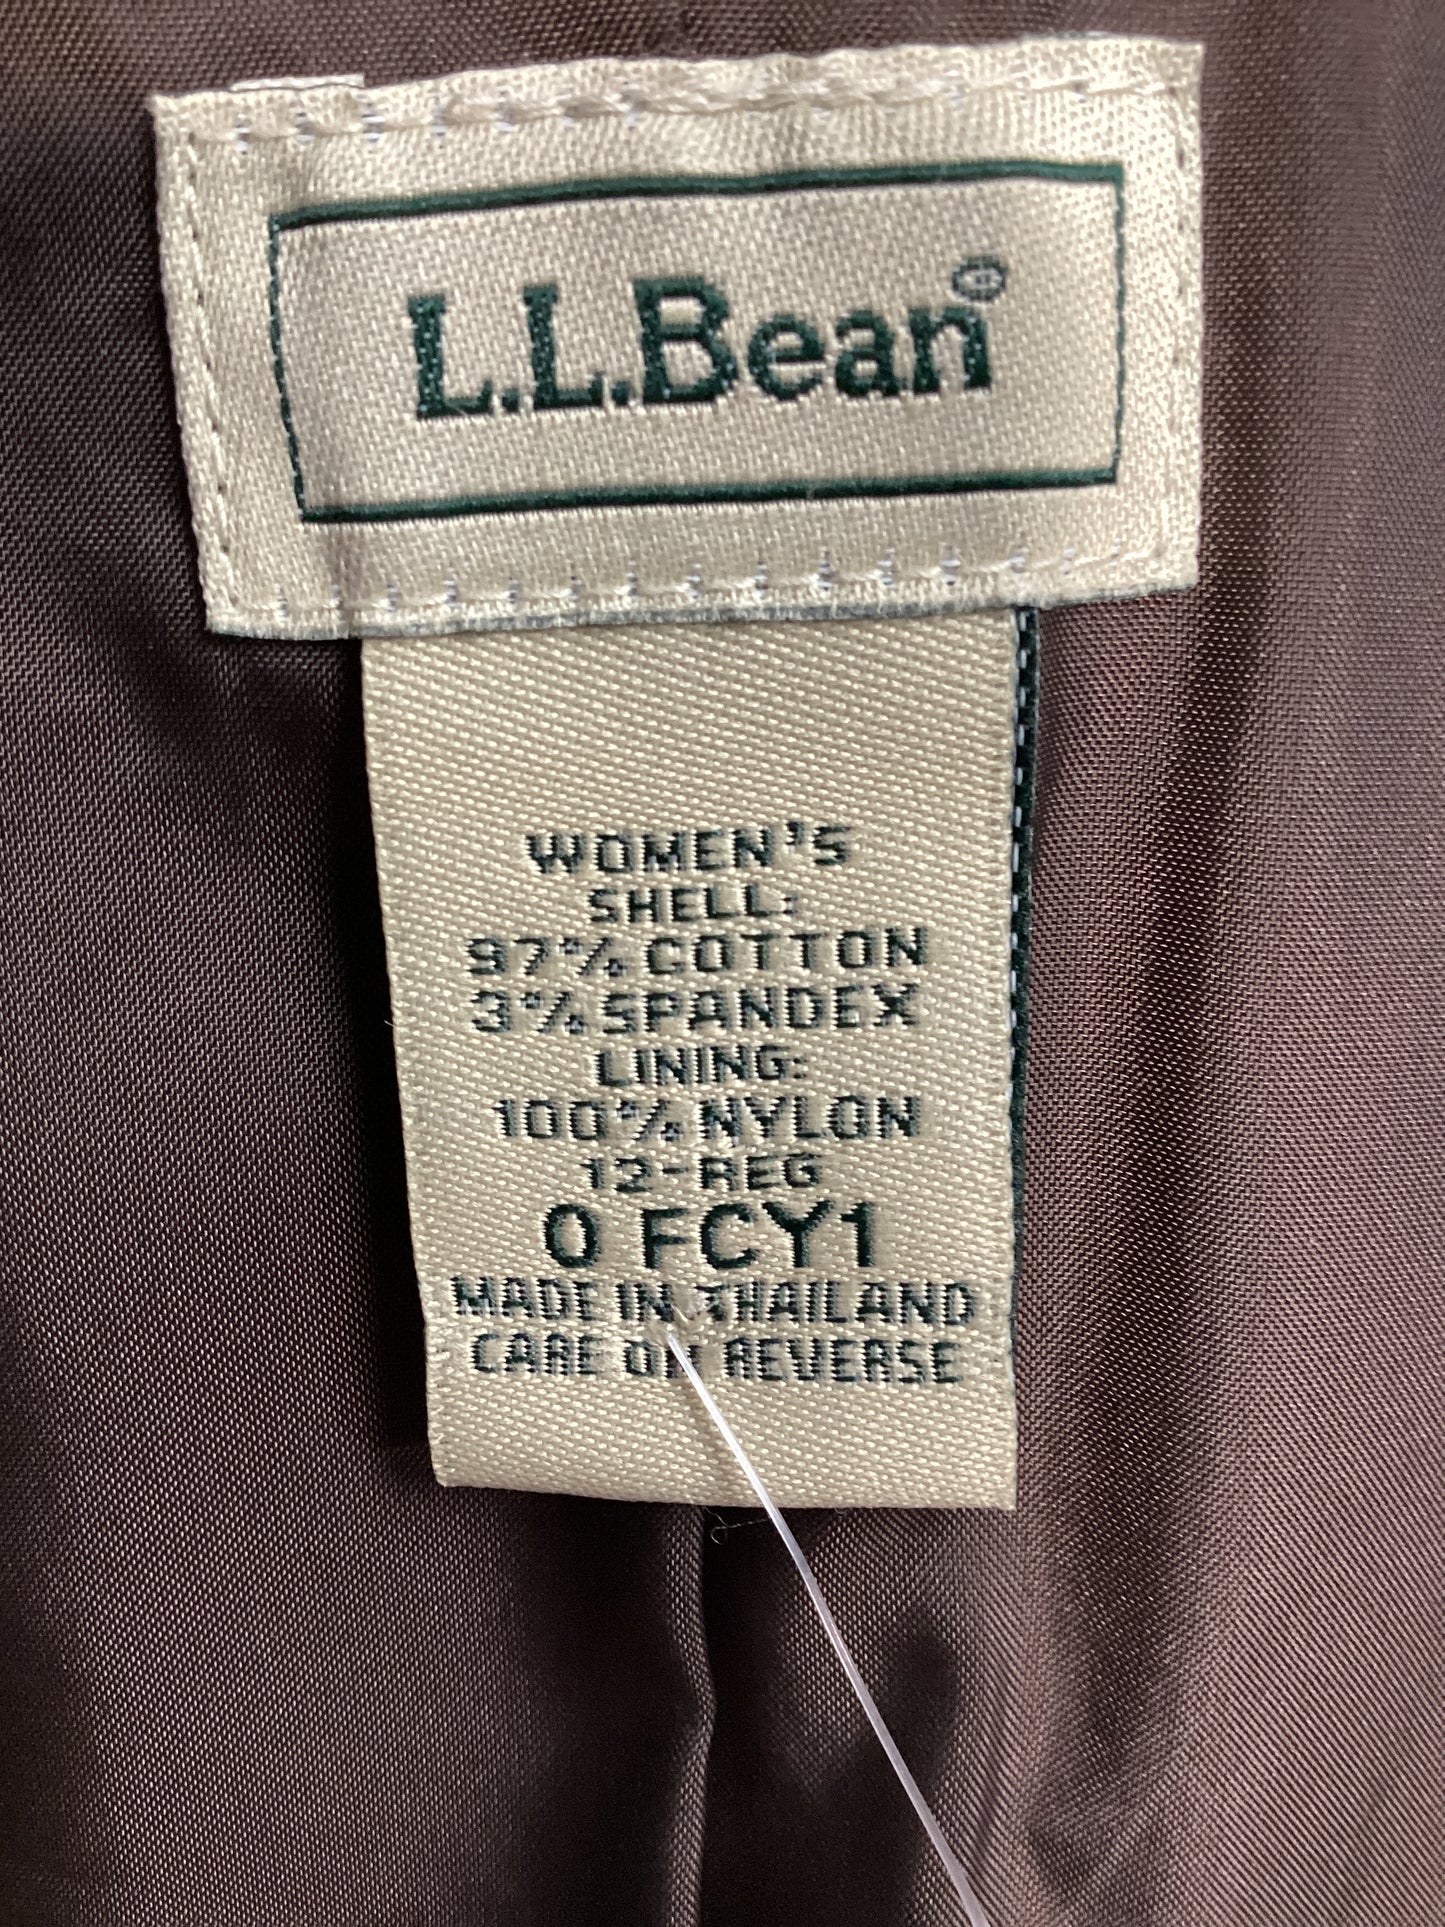 L.L.Bean®
WOMEN'S
SHELL:
97% COTTON
3% SPANDEX
LINING:
100% NYLON
12-REG
0 FCY1
MADE IN THAILAND
CARE ON REVERSE